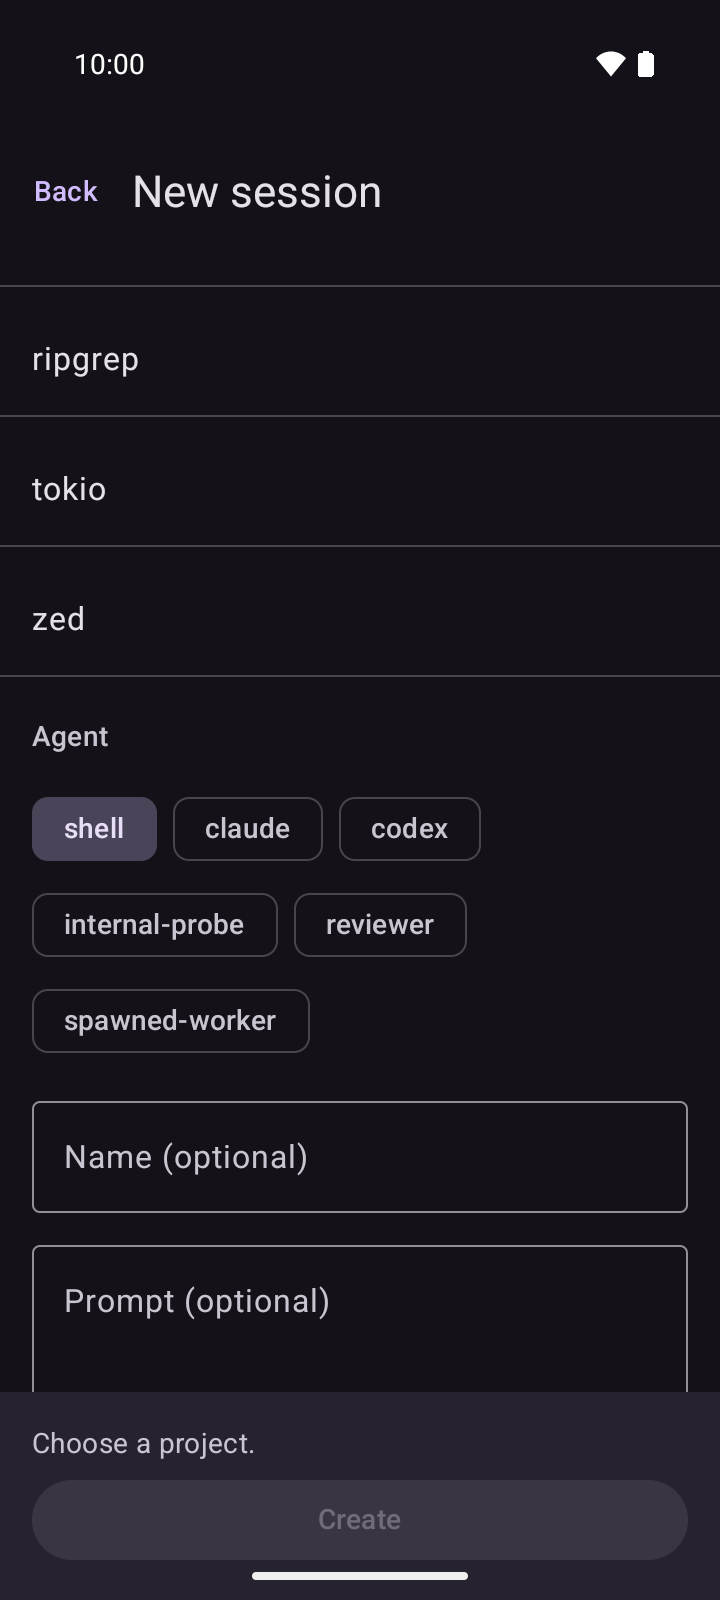 10:00
Back New session
ripgrep
tokio
zed
Agent
shell claude codex
internal-probe reviewer
spawned-worker
Name (optional)
Prompt (optional)
Choose a project.
Create